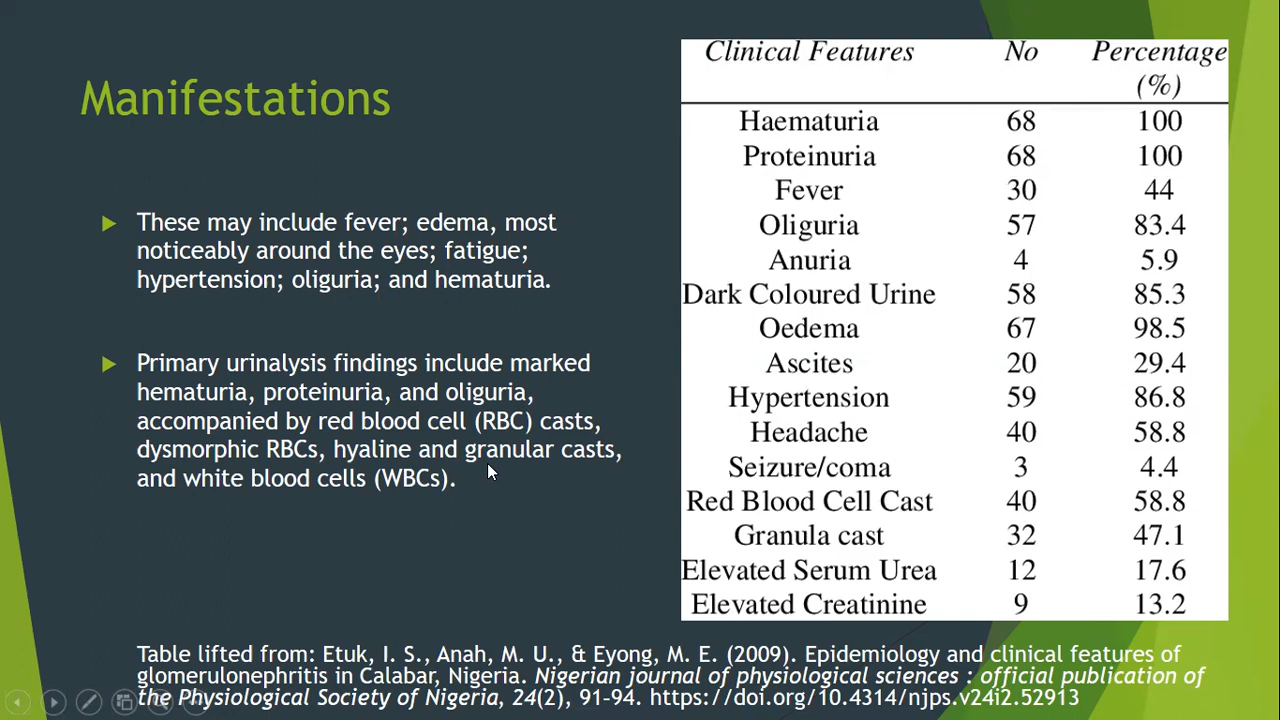 Manifestations
These may include fever; edema, most
noticeably around the eyes; fatigue;
hypertension; oliguria; and hematuria.
Primary urinalysis findings include marked
hematuria, proteinuria, and oliguria,
accompanied by red blood cell (RBC) casts,
dysmorphic RBCs, hyaline and granular casts,
and white blood cells (WBCs).
Clinical Features No Percentage
(%)
Haematuria 68 100
Proteinuria 68 100
Fever 30 44
Oliguria 57 83.4
Anuria 4 5.9
Dark Coloured Urine 58 85.3
Oedema 67 98.5
Ascites 20 29.4
Hypertension 59 86.8
Headache 40 58.8
Seizure/coma 3 4.4
Red Blood Cell Cast 40 58.8
Granula cast 32 47.1
Elevated Serum Urea 12 17.6
Elevated Creatinine 9 13.2
Table lifted from: Etuk, I. S., Anah, M. U., & Eyong, M. E. (2009). Epidemiology and clinical features of
glomerulonephritis in Calabar, Nigeria. Nigerian journal of physiological sciences : official publication of
the Physiological Society of Nigeria, 24(2), 91-94. https://doi.org/10.4314/njps.v24i2.52913